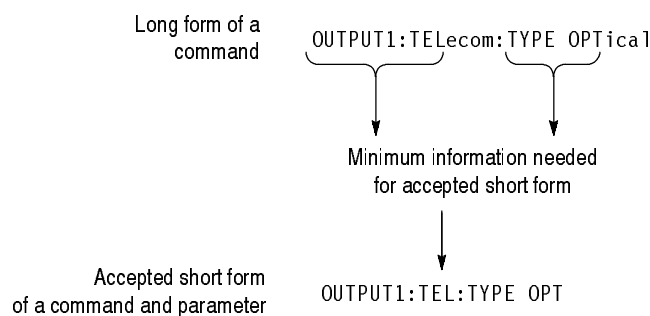 Long form of a
command
OUTPUT1:TELecom:TYPE OPTical
Minimum information needed
for accepted short form
Accepted short form
of a command and parameter
OUTPUT1:TEL:TYPE OPT